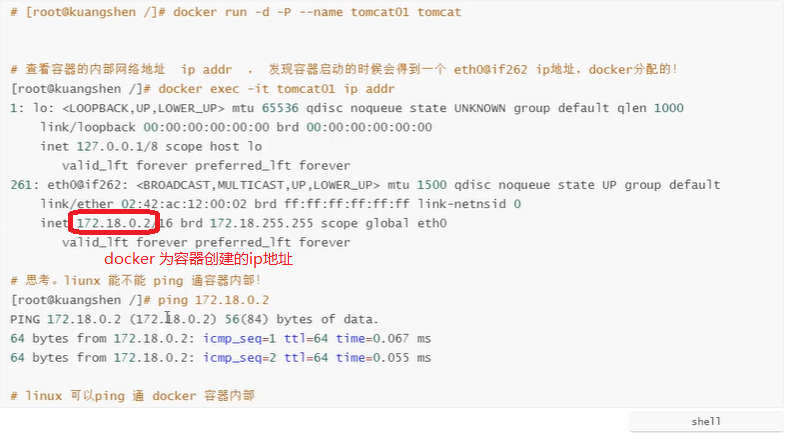 # [root@kuangshen /]# docker run -d -P --name tomcat01 tomcat
# 查看容器的内部网络地址 ip addr ， 发现容器启动的时候会得到一个 eth0@if262 ip地址，docker分配的！
[root@kuangshen /]# docker exec -it tomcat01 ip addr
1: lo: <LOOPBACK,UP,LOWER_UP> mtu 65536 qdisc noqueue state UNKNOWN group default qlen 1000
link/loopback 00:00:00:00:00:00 brd 00:00:00:00:00:00
inet 127.0.0.1/8 scope host lo
valid_lft forever preferred_lft forever
261: eth0@if262: <BROADCAST,MULTICAST,UP,LOWER_UP> mtu 1500 qdisc noqueue state UP group default
link/ether 02:42:ac:12:00:02 brd ff:ff:ff:ff:ff:ff link-netnsid 0
inet 172.18.0.2/16 brd 172.18.255.255 scope global eth0
valid_lft forever preferred_lft forever
docker 为容器创建的ip地址
# 思考。liunx 能不能 ping 通容器内部！
[root@kuangshen /]# ping 172.18.0.2
PING 172.18.0.2 (172.18.0.2) 56(84) bytes of data.
64 bytes from 172.18.0.2: icmp_seq=1 ttl=64 time=0.067 ms
64 bytes from 172.18.0.2: icmp_seq=2 ttl=64 time=0.055 ms
# linux 可以ping 通 docker 容器内部
shell